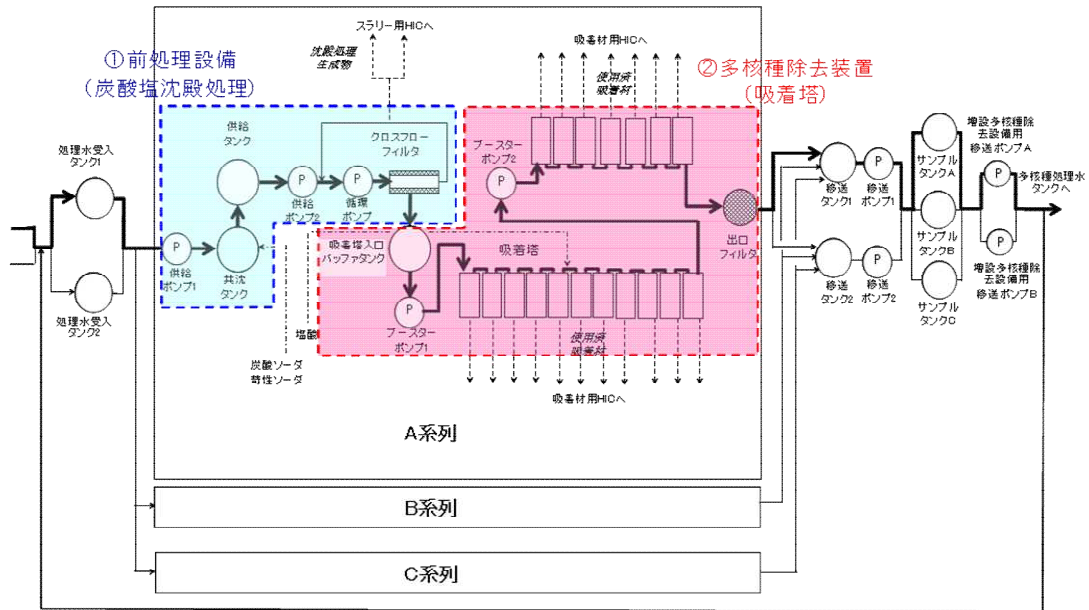 スラリー用HICへ
沈殿処理
生成物
吸着材用HICへ
使用済
吸着材
①前処理設備
(炭酸塩沈殿処理)
②多核種除去装置
(吸着塔)
処理水受入
タンク1
処理水受入
タンク2
P
供給
ポンプ1
共沈
タンク
供給
タンク
P
供給
ポンプ2
P
循環
ポンプ
クロスフロー
フィルタ
吸着塔入口
バッファタンク
P
ブースター
ポンプ1
ブースター
ポンプ2
P
吸着塔
使用済
吸着材
吸着材用HICへ
塩酸
炭酸ソーダ
苛性ソーダ
出口
フィルタ
移送
タンク1
P
移送
ポンプ1
移送
タンク2
P
移送
ポンプ2
サンプル
タンクA
サンプル
タンクB
サンプル
タンクC
増設多核種除
去設備用
移送ポンプA
P
多核種処理水
タンクへ
P
増設多核種除
去設備用
移送ポンプB
A系列
B系列
C系列